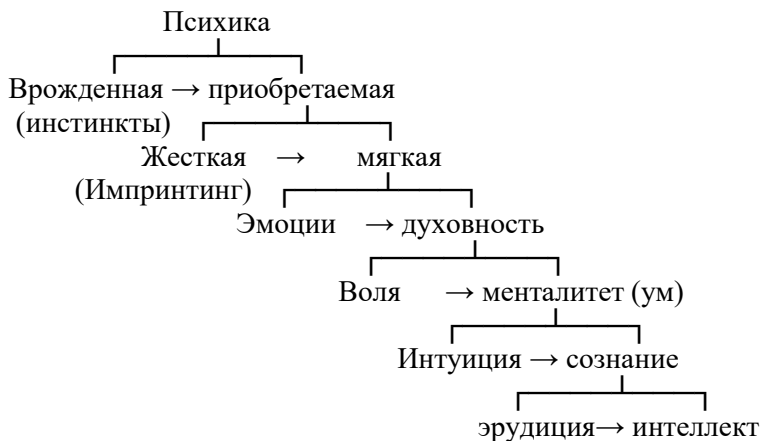 Психика
Врожденная → приобретаемая
(инстинкты)
Жесткая → мягкая
(Импринтинг)
Эмоции → духовность
Воля → менталитет (ум)
Интуиция → сознание
эрудиция→ интеллект